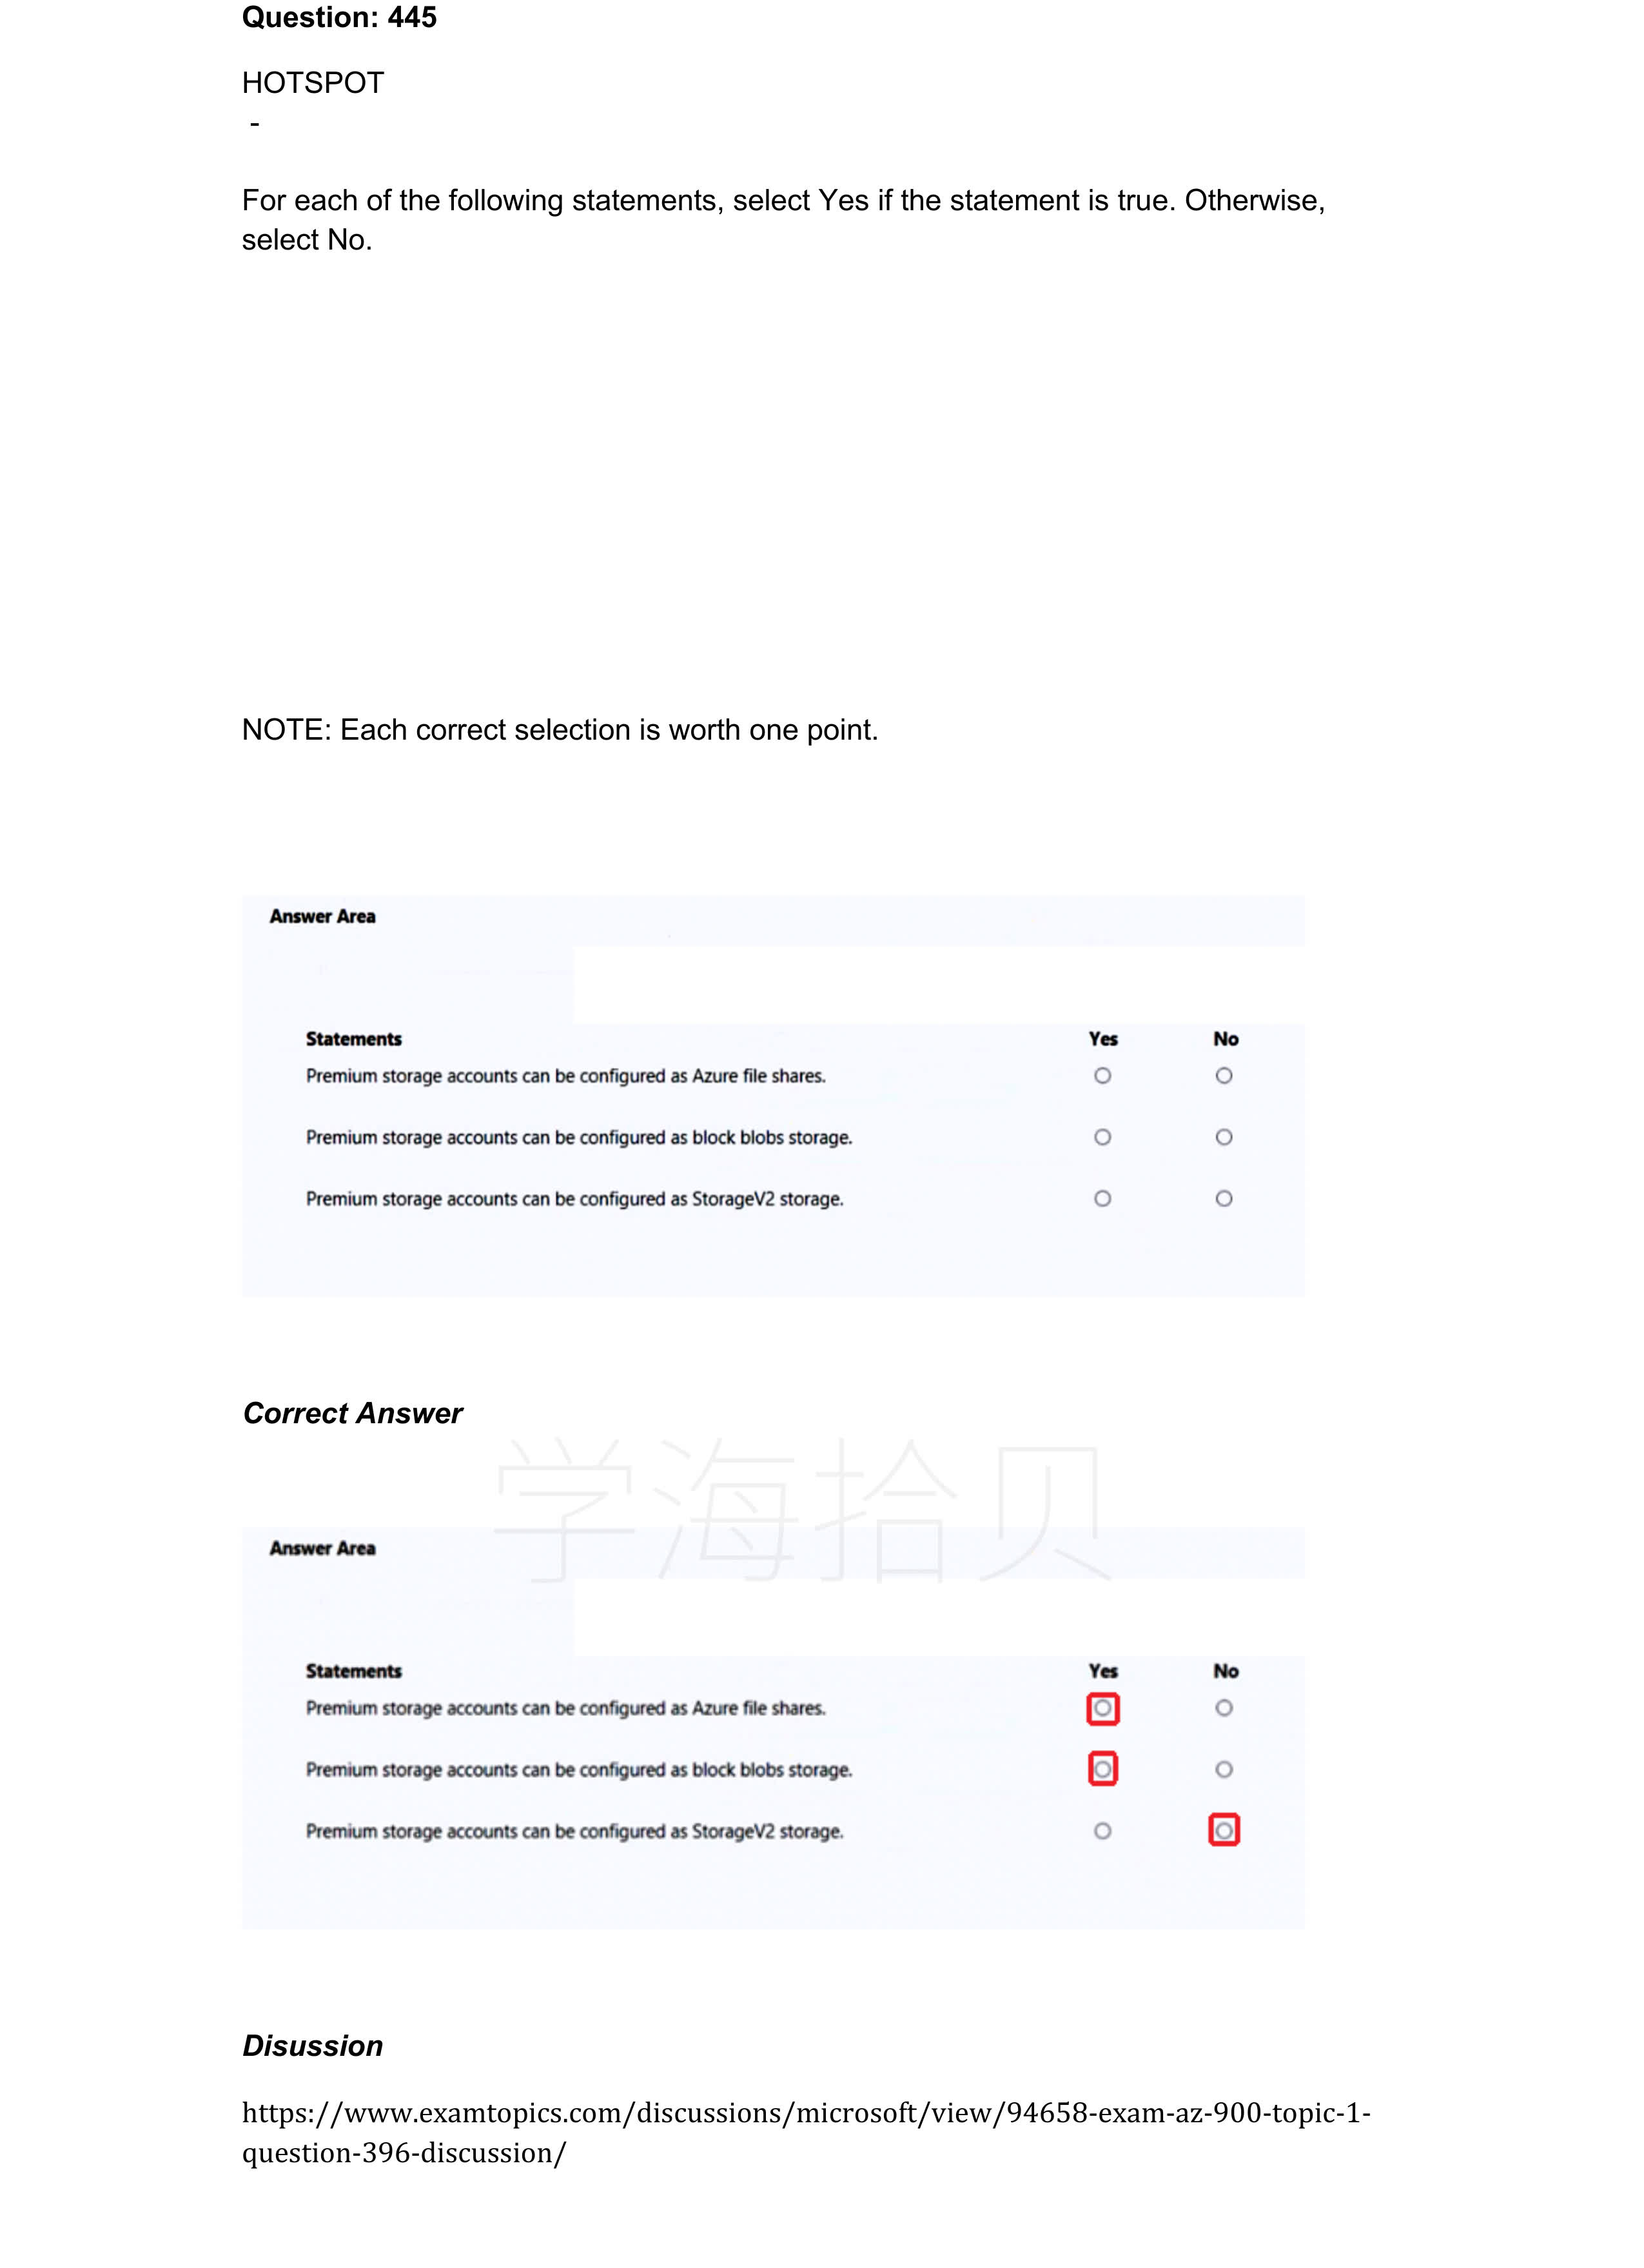 Question: 445
HOTSPOT
-
For each of the following statements, select Yes if the statement is true. Otherwise,
select No.
NOTE: Each correct selection is worth one point.
Answer Area
Statements Yes No
Premium storage accounts can be configured as Azure file shares.
Premium storage accounts can be configured as block blobs storage.
Premium storage accounts can be configured as StorageV2 storage.
Correct Answer
学海拾贝
Answer Area
Statements Yes No
Premium storage accounts can be configured as Azure file shares.
Premium storage accounts can be configured as block blobs storage.
Premium storage accounts can be configured as StorageV2 storage.
Disussion
https://www.examtopics.com/discussions/microsoft/view/94658-exam-az-900-topic-1-
question-396-discussion/